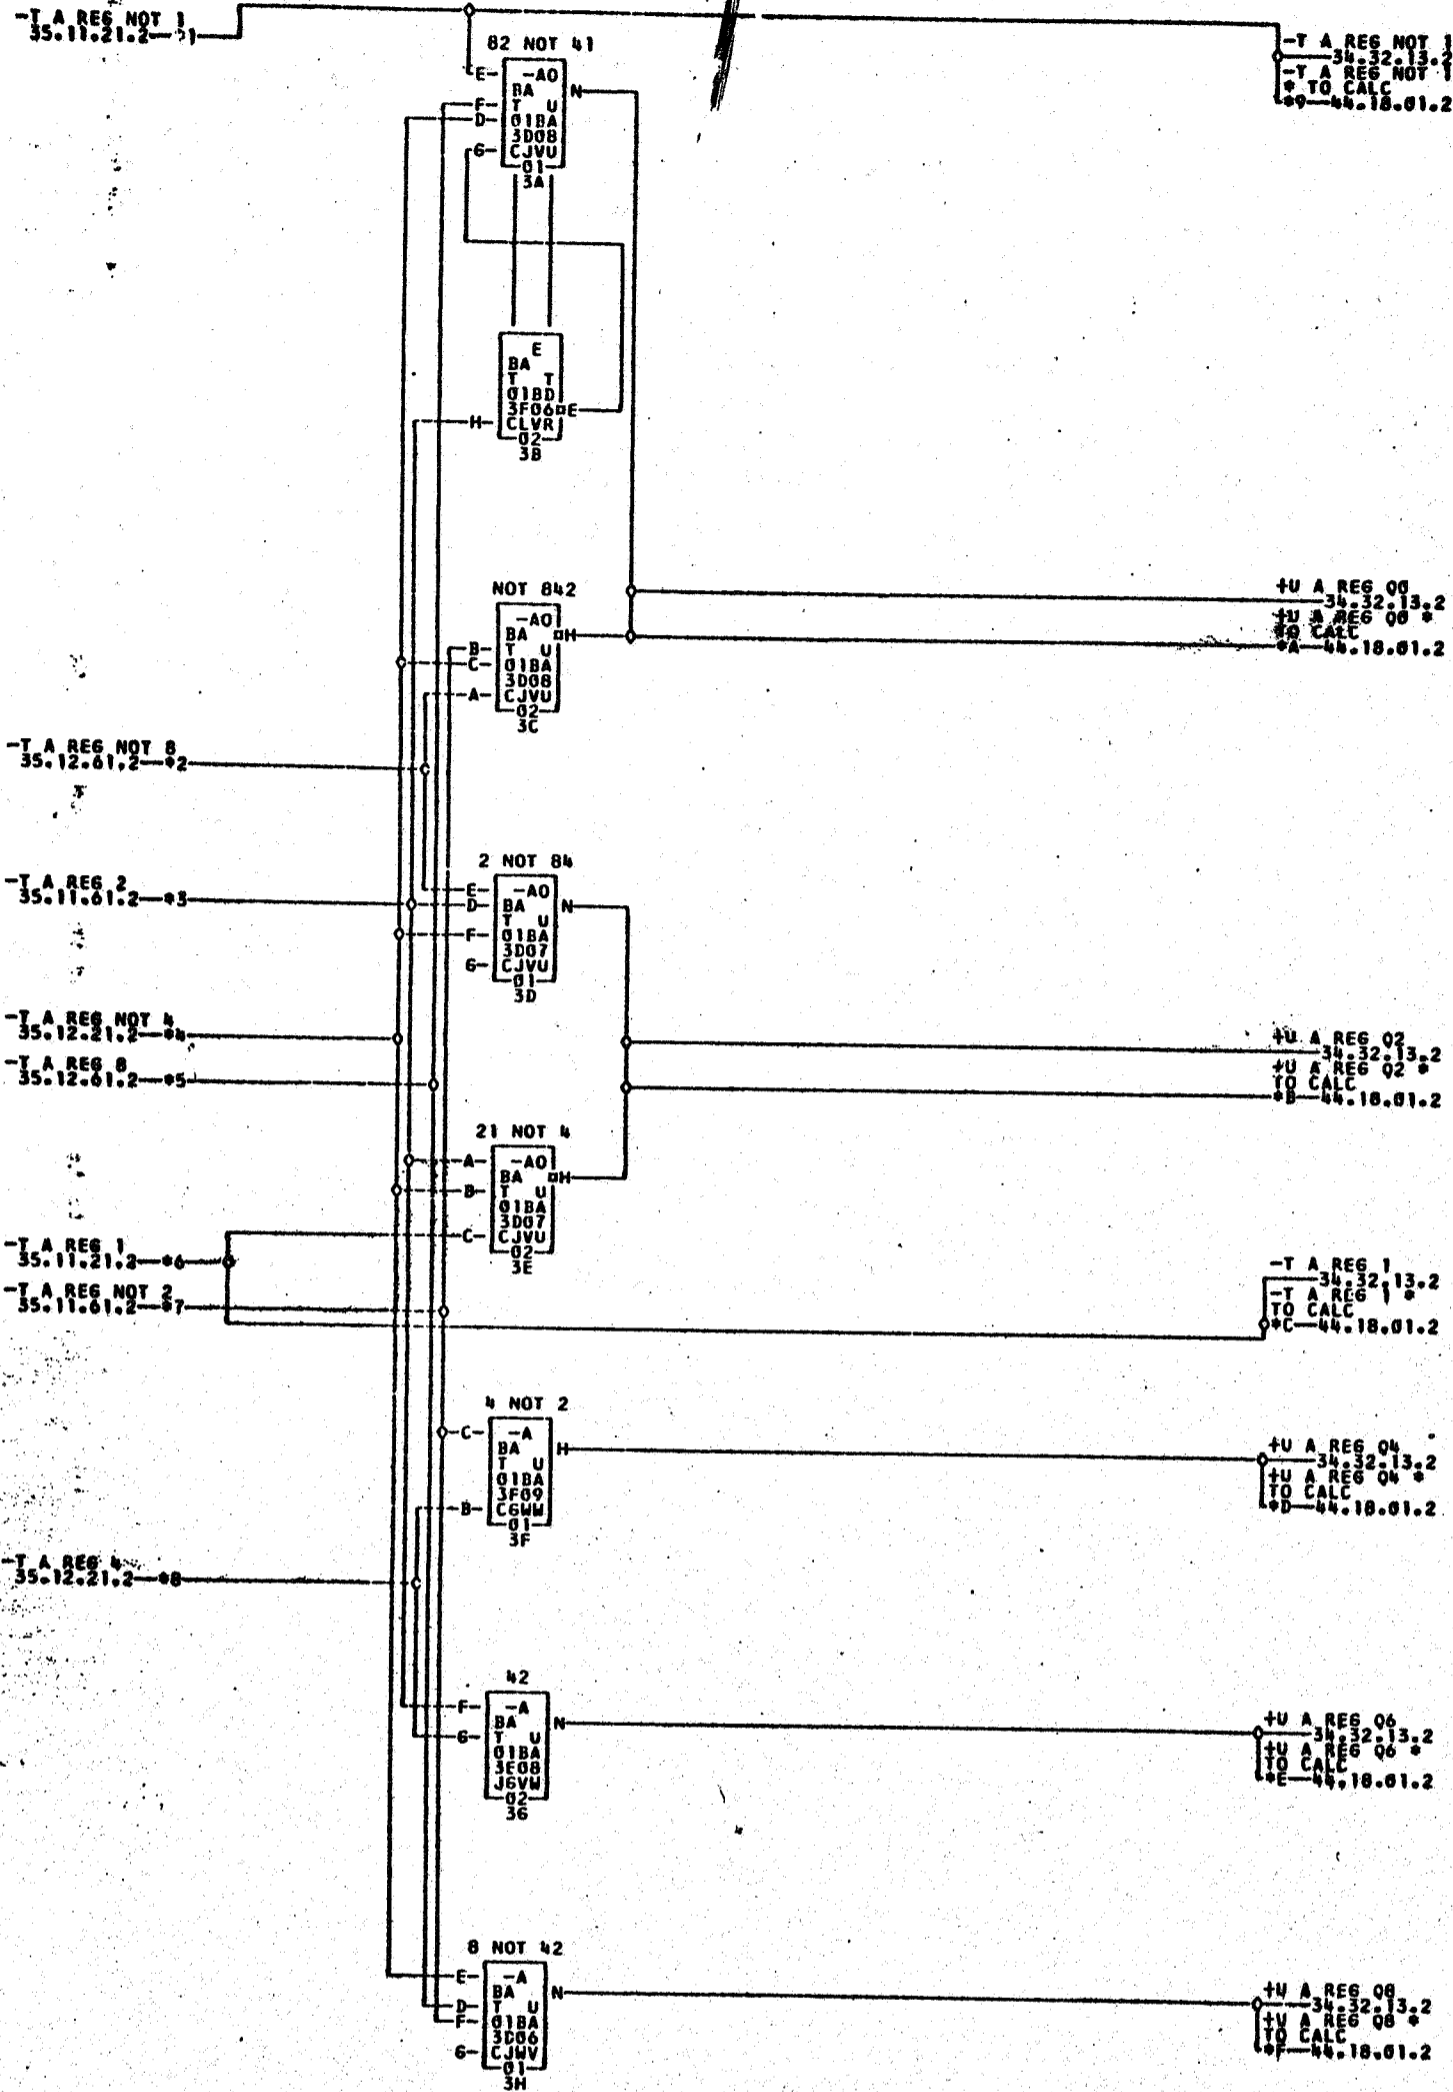 -T A REG NOT 1
35.11.21.2—*1
82 NOT 41
E- -AO
BA N
F- T U
D- 01BA
3D08
G- CJVU
01
3A
-T A REG NOT 1
34.32.13.2
-T A REG NOT 1
* TO CALC
*9—44.18.01.2
E
BA
T T
01BD
3F06 E
H- CLVR
02
3B
NOT 842
-AO
BA H
B- T U
C- 01BA
3D08
A- CJVU
02
3C
+U A REG Q0
34.32.13.2
+U A REG Q0 *
TO CALC
*A—44.18.01.2
-T A REG NOT 8
35.12.61.2—*2
2 NOT 84
E- -AO
D- BA N
T U
F- 01BA
3D07
G- CJVU
01
3D
-T A REG 2
35.11.61.2—*3
-T A REG NOT 4
35.12.21.2—*4
-T A REG 8
35.12.61.2—*5
+U A REG Q2
34.32.13.2
+U A REG Q2 *
TO CALC
*B—44.18.01.2
21 NOT 4
A- -AO
BA H
B- T U
01BA
3D07
C- CJVU
02
3E
-T A REG 1
35.11.21.2—*6
-T A REG NOT 2
35.11.61.2—*7
-T A REG 1
34.32.13.2
-T A REG 1 *
TO CALC
*C—44.18.01.2
4 NOT 2
C- -A
BA H
T U
01BA
3F09
B- CGWW
01
3F
+U A REG Q4
34.32.13.2
+U A REG Q4 *
TO CALC
*D—44.18.01.2
-T A REG 4
35.12.21.2—*8
42
F- -A
BA N
G- T U
01BA
3E08
JGVW
02
3G
+U A REG Q6
34.32.13.2
+U A REG Q6 *
TO CALC
*E—44.18.01.2
8 NOT 42
E- -A
BA N
D- T U
F- 01BA
3D06
G- CJWV
01
3H
+U A REG Q8
34.32.13.2
+U A REG Q8 *
TO CALC
*F—44.18.01.2